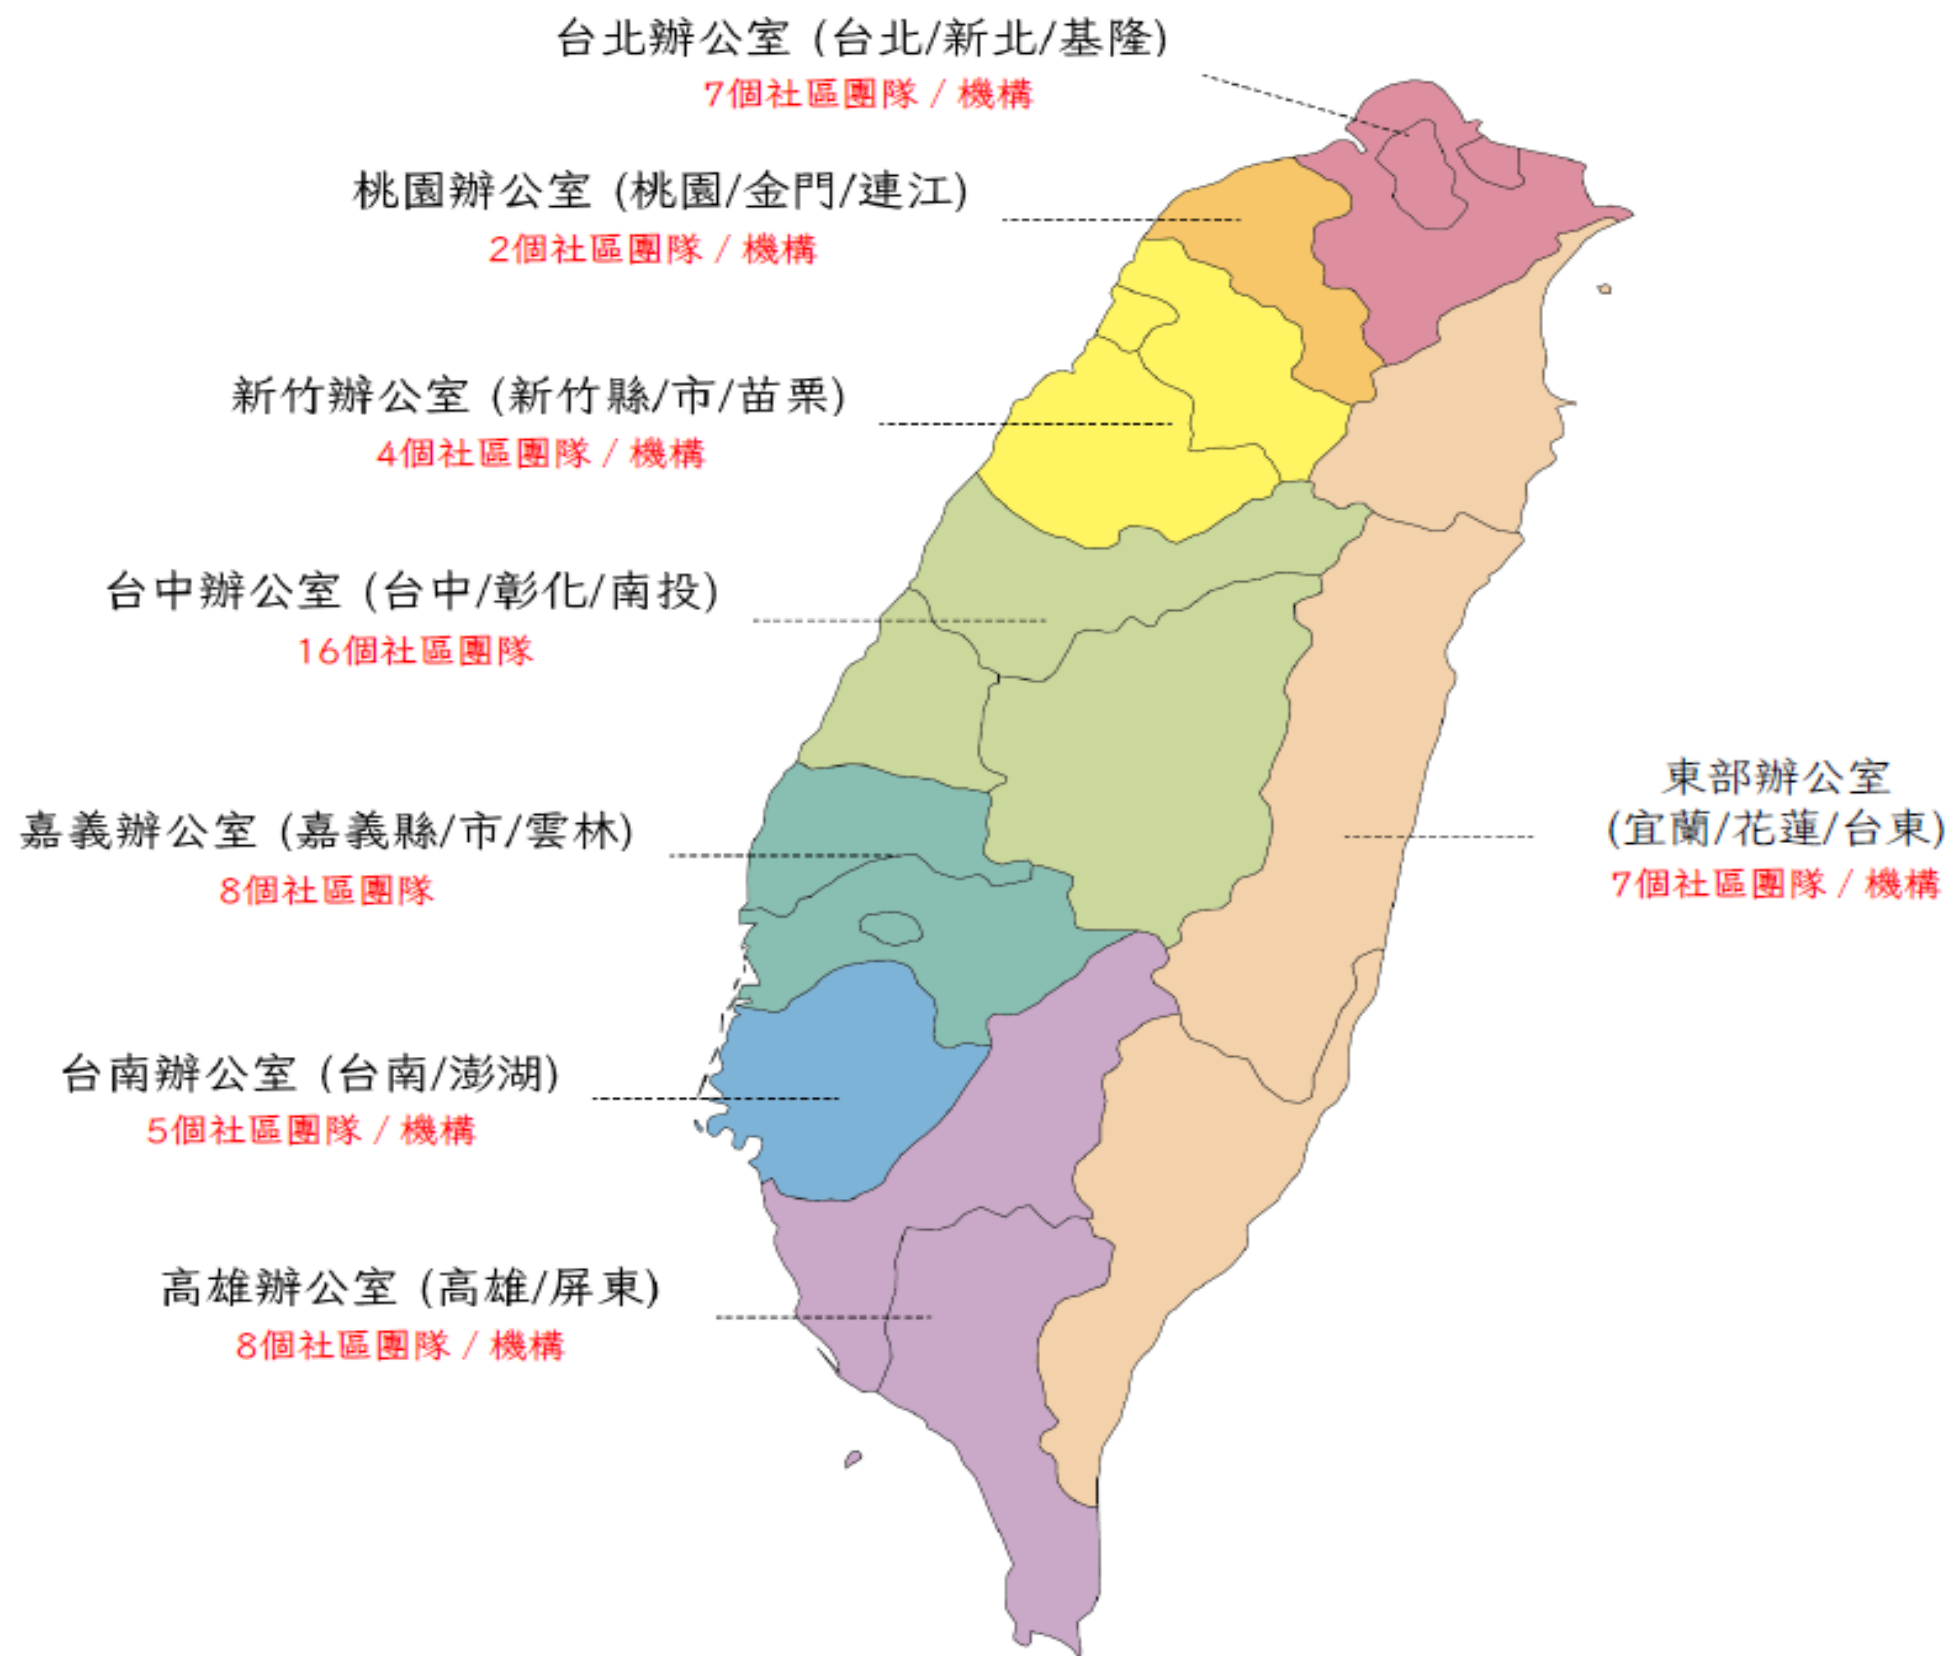 台北辦公室 (台北/新北/基隆)
7個社區團隊 / 機構
桃園辦公室 (桃園/金門/連江)
2個社區團隊 / 機構
新竹辦公室 (新竹縣/市/苗栗)
4個社區團隊 / 機構
台中辦公室 (台中/彰化/南投)
16個社區團隊
東部辦公室
(宜蘭/花蓮/台東)
7個社區團隊 / 機構
嘉義辦公室 (嘉義縣/市/雲林)
8個社區團隊
台南辦公室 (台南/澎湖)
5個社區團隊 / 機構
高雄辦公室 (高雄/屏東)
8個社區團隊 / 機構